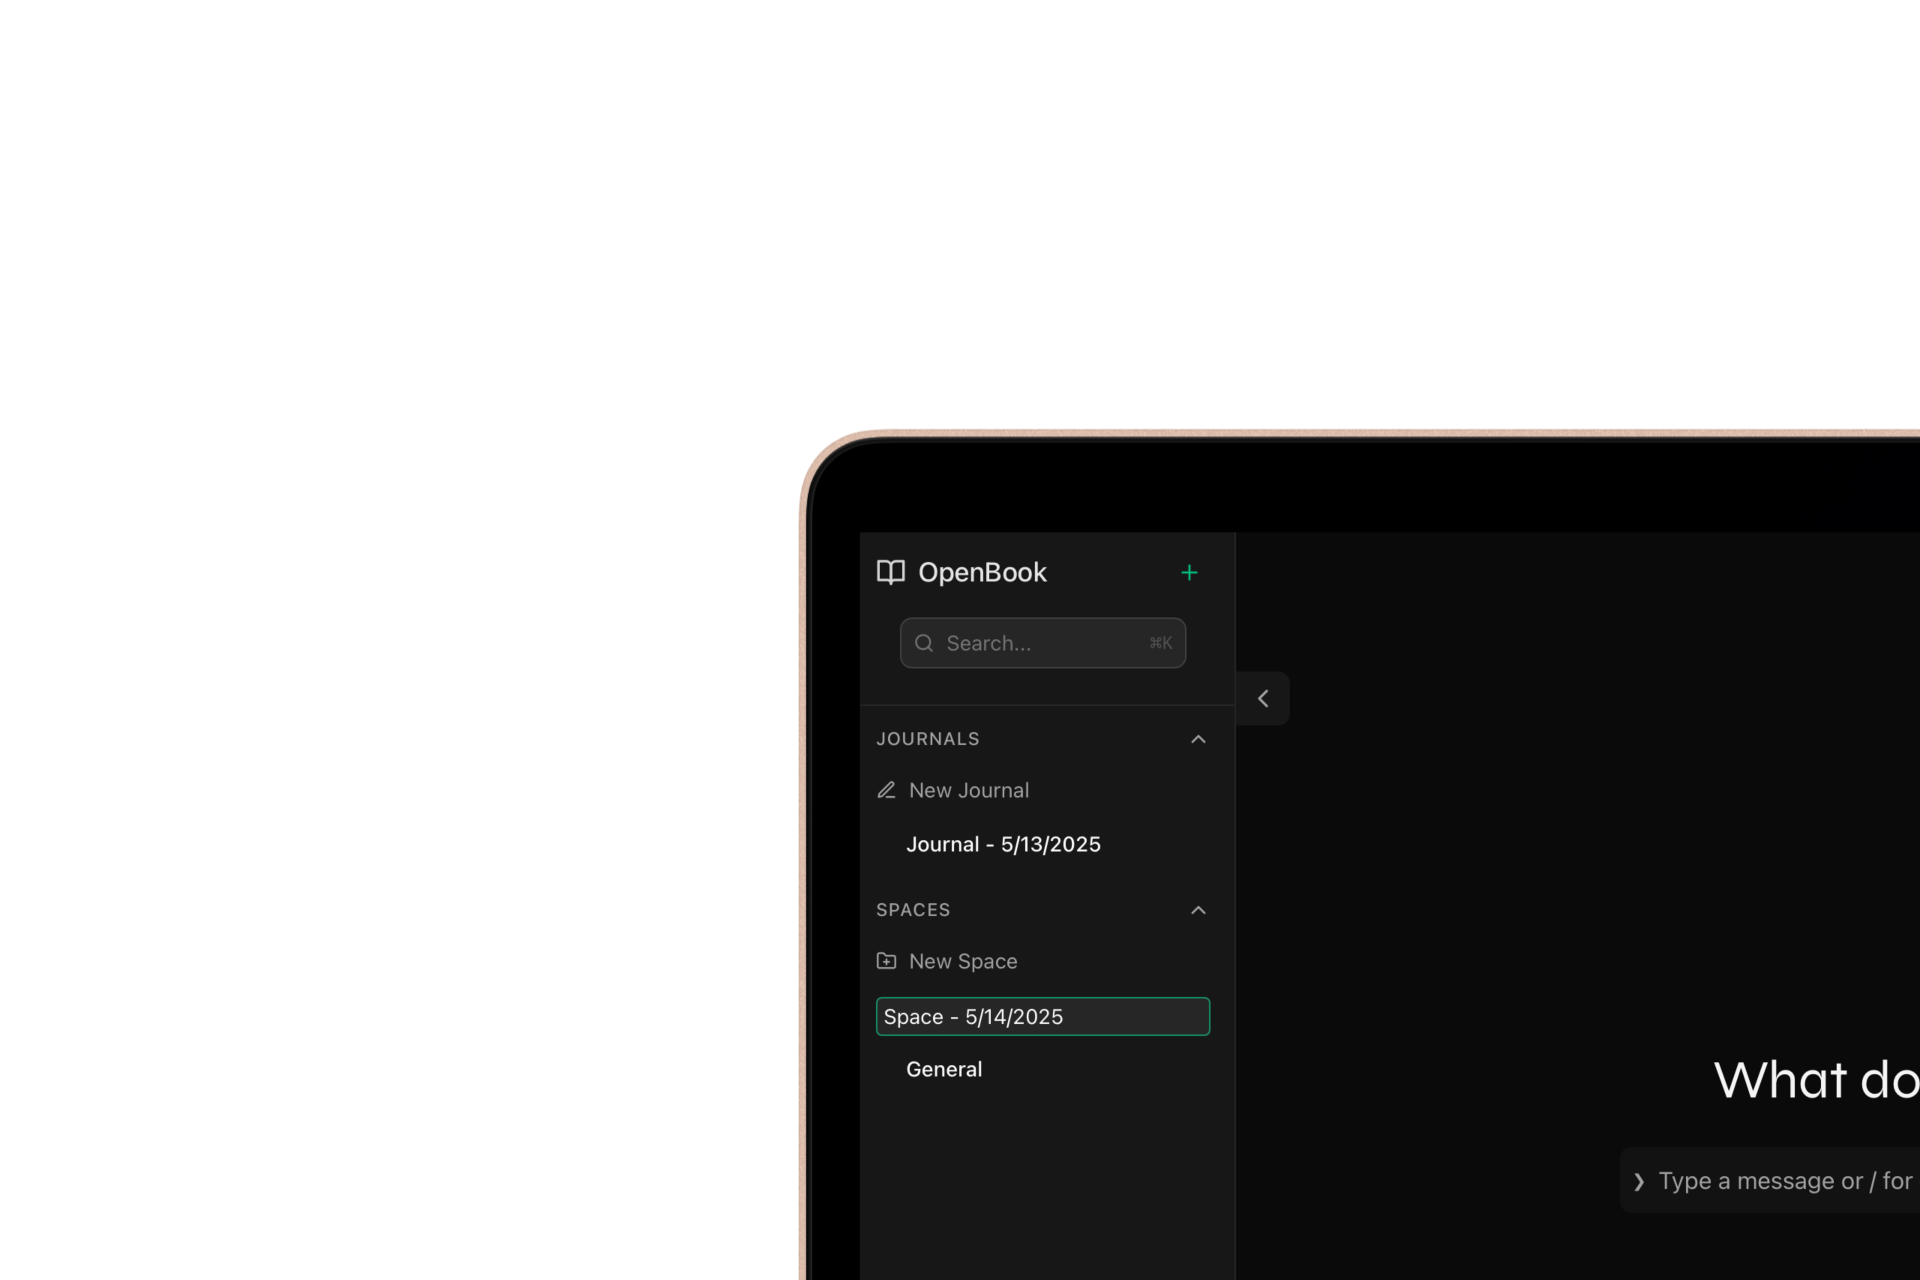 OpenBook
Search...
⌘K
JOURNALS
New Journal
Journal - 5/13/2025
SPACES
New Space
Space - 5/14/2025
General
What do
Type a message or / for